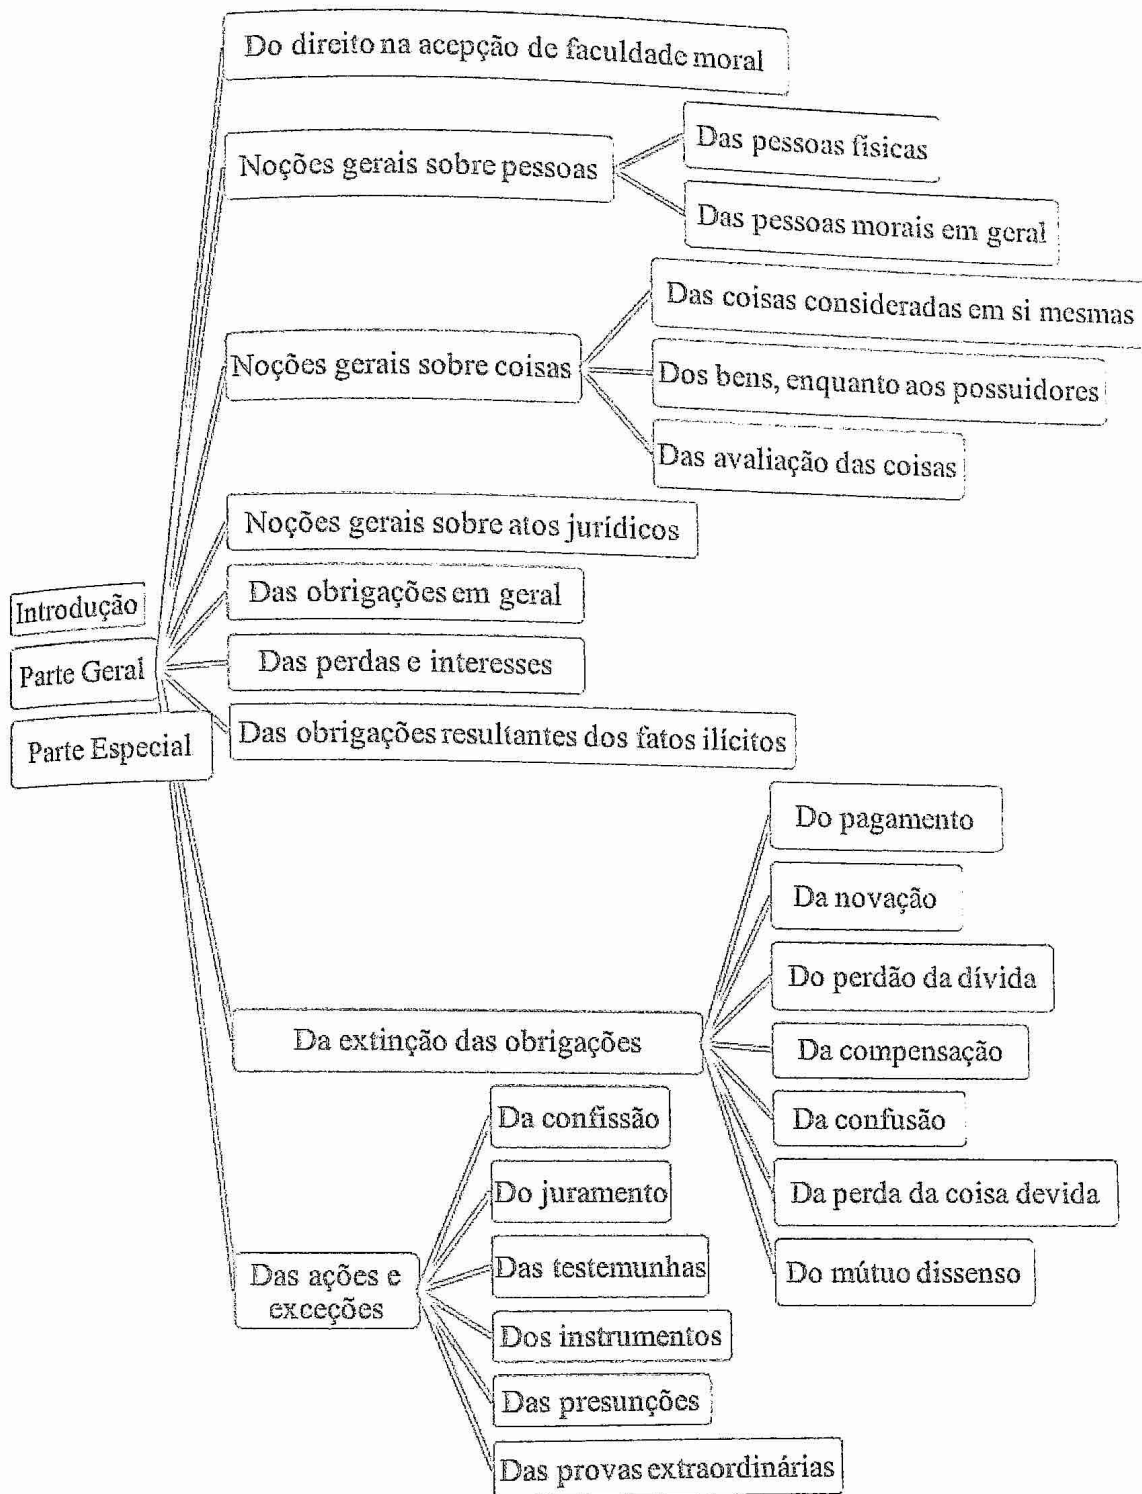 Introdução
Parte Geral
Do direito na acepção de faculdade moral
Noções gerais sobre pessoas
Das pessoas físicas
Das pessoas morais em geral
Noções gerais sobre coisas
Das coisas consideradas em si mesmas
Dos bens, enquanto aos possuidores
Das avaliação das coisas
Noções gerais sobre atos jurídicos
Das obrigações em geral
Das perdas e interesses
Das obrigações resultantes dos fatos ilícitos
Da extinção das obrigações
Do pagamento
Da novação
Do perdão da dívida
Da compensação
Da confusão
Da perda da coisa devida
Do mútuo dissenso
Das ações e
exceções
Da confissão
Do juramento
Das testemunhas
Dos instrumentos
Das presunções
Das provas extraordinárias
Parte Especial